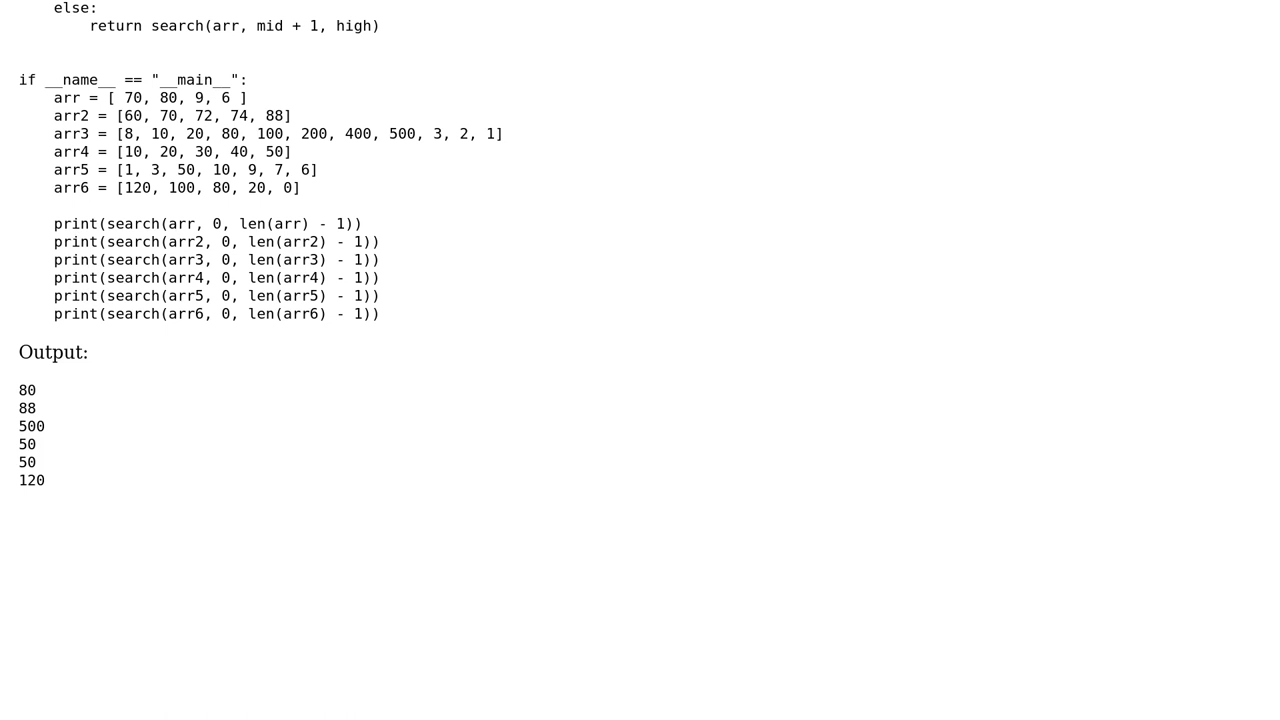 else:
        return search(arr, mid + 1, high)
if __name__ == "__main__":
    arr = [ 70, 80, 9, 6 ]
    arr2 = [60, 70, 72, 74, 88]
    arr3 = [8, 10, 20, 80, 100, 200, 400, 500, 3, 2, 1]
    arr4 = [10, 20, 30, 40, 50]
    arr5 = [1, 3, 50, 10, 9, 7, 6]
    arr6 = [120, 100, 80, 20, 0]
    print(search(arr, 0, len(arr) - 1))
    print(search(arr2, 0, len(arr2) - 1))
    print(search(arr3, 0, len(arr3) - 1))
    print(search(arr4, 0, len(arr4) - 1))
    print(search(arr5, 0, len(arr5) - 1))
    print(search(arr6, 0, len(arr6) - 1))
Output:
80
88
500
50
50
120